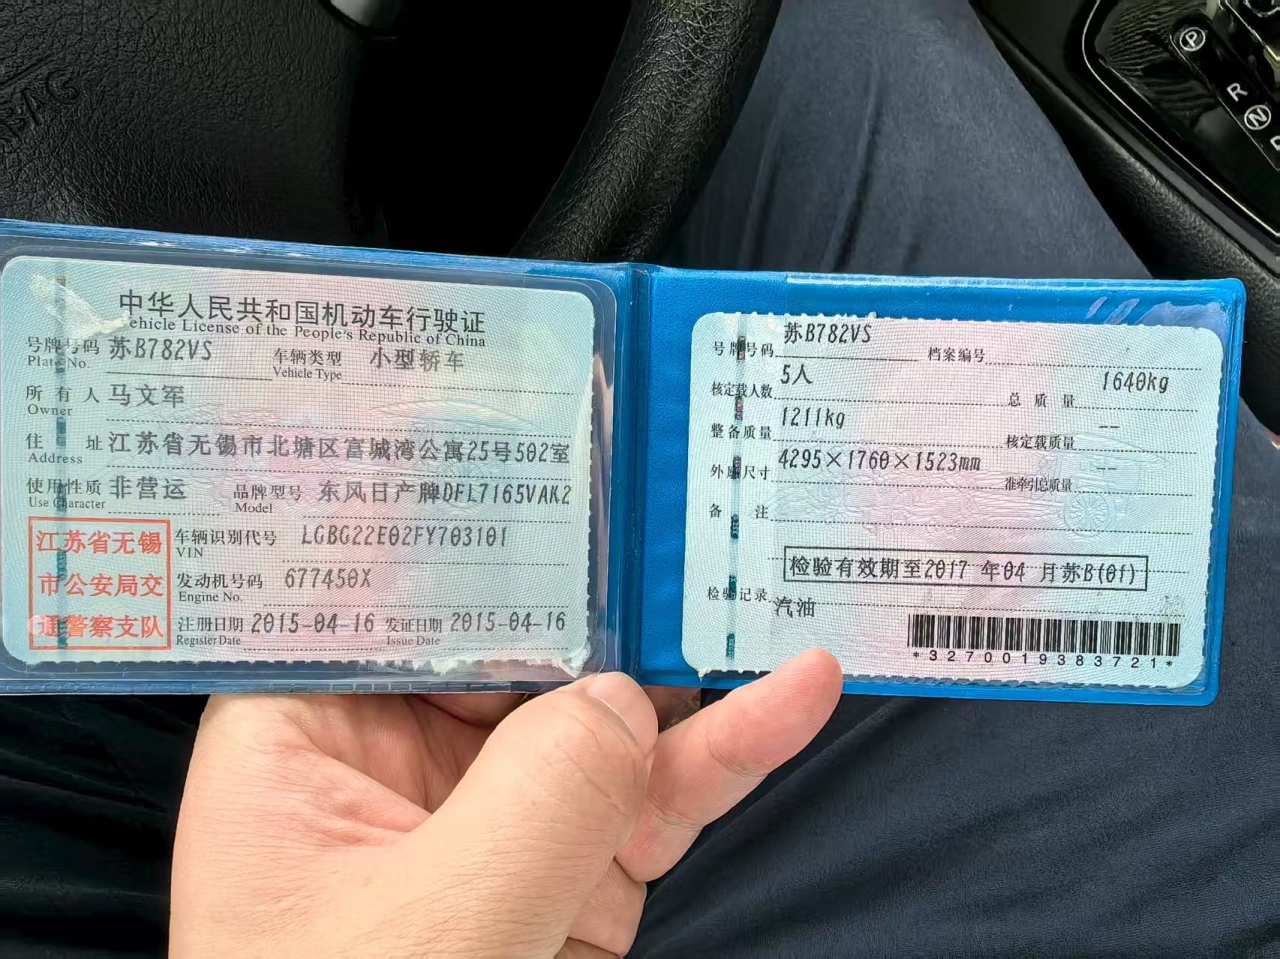 中华人民共和国机动车行驶证
Vehicle License of the People's Republic of China
号牌号码 苏B782VS 车辆类型 小型轿车
Plate No. Vehicle Type
所有人 马文军
Owner
住址 江苏省无锡市北塘区富城湾公寓25号502室
Address
使用性质 非营运 品牌型号 东风日产牌DFL7165VAK2
Use Character Model
江苏省无锡
市公安局交
通警察支队
车辆识别代号 LGBG22E02FY703101
VIN
发动机号码 677450X
Engine No.
注册日期 2015-04-16 发证日期 2015-04-16
Register Date Issue Date
号牌号码 苏B782VS 档案编号
核定载人数 5人 总质量 1640kg
整备质量 1211kg 核定载质量 --
外廓尺寸 4295×1760×1523mm 准牵引总质量 --
备注
检验有效期至2017年04月苏B(01)
检验记录 汽油
*3270019383721*
P
R
N